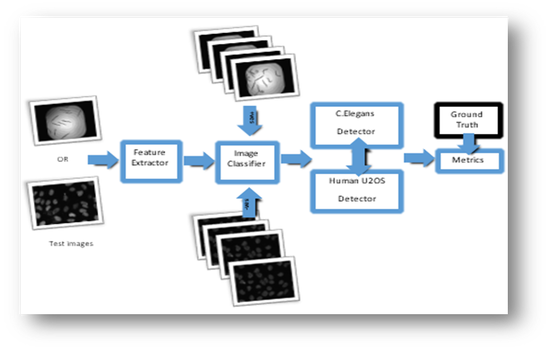 OR
Test images
Feature
Extractor
Image
Classifier
C.Elegans
Detector
Human U2OS
Detector
Ground
Truth
Metrics